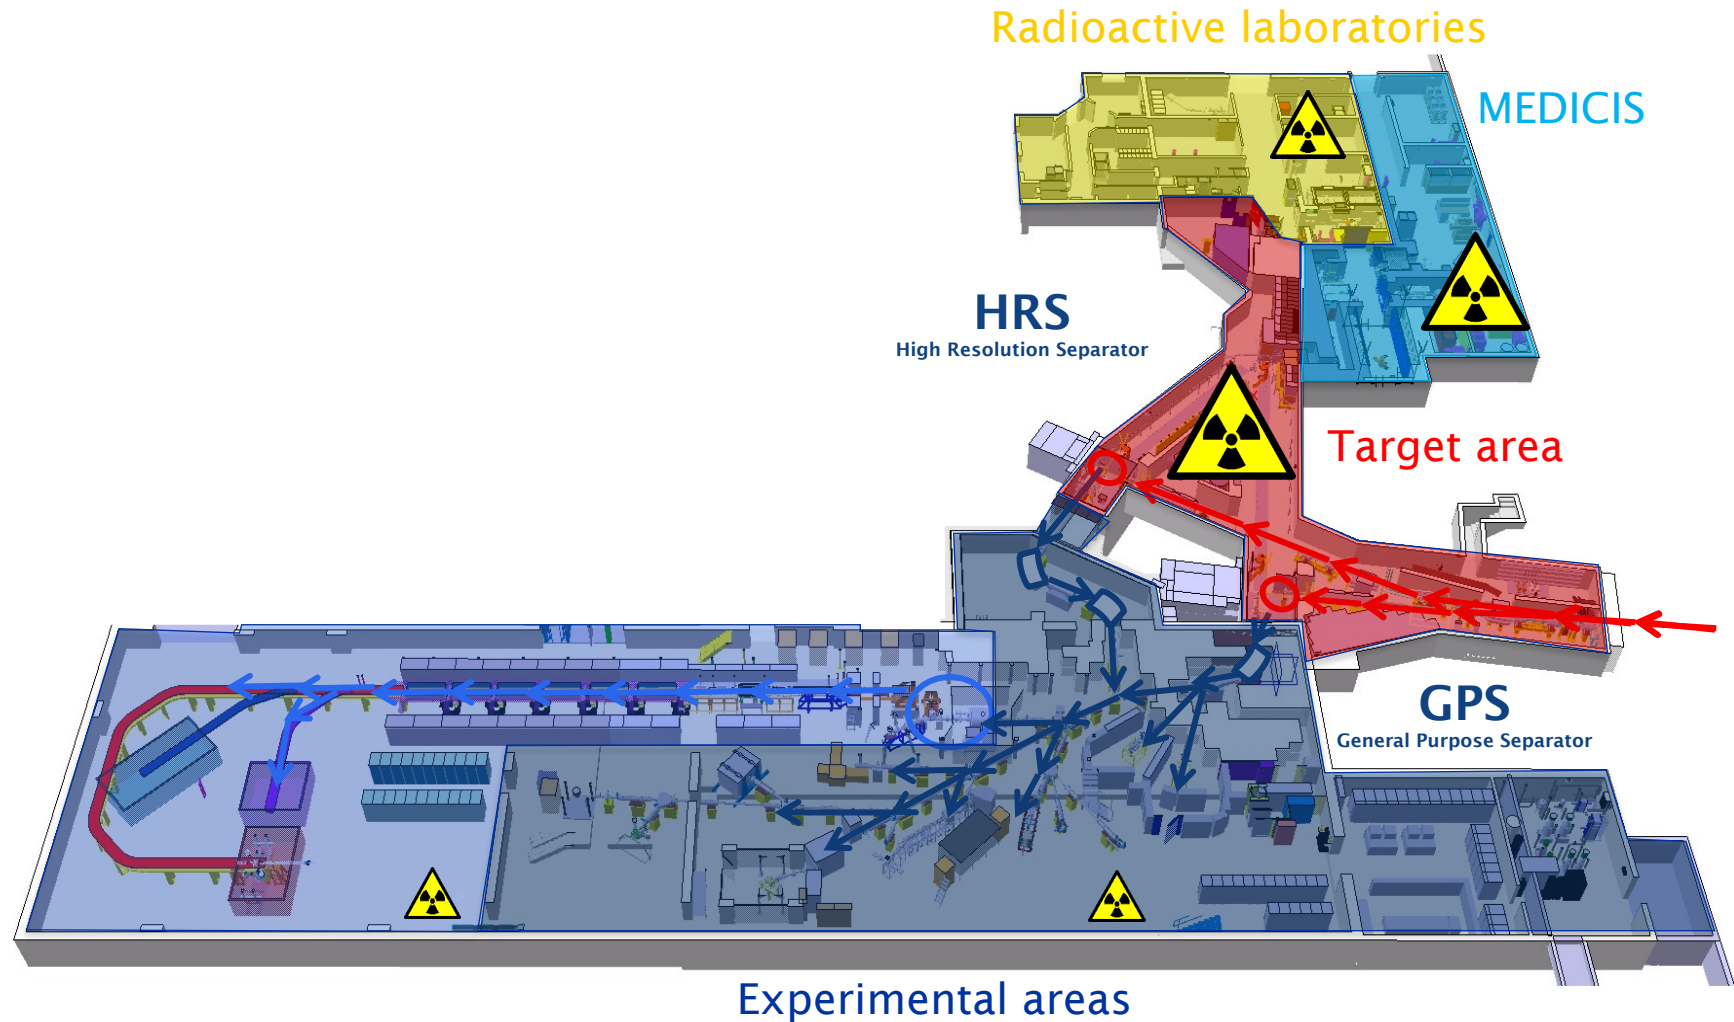 Radioactive laboratories
MEDICIS
HRS
High Resolution Separator
Target area
GPS
General Purpose Separator
Experimental areas